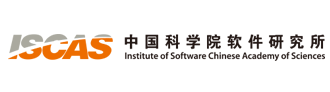 ISCAS
中国科学院软件研究所
Institute of Software Chinese Academy of Sciences